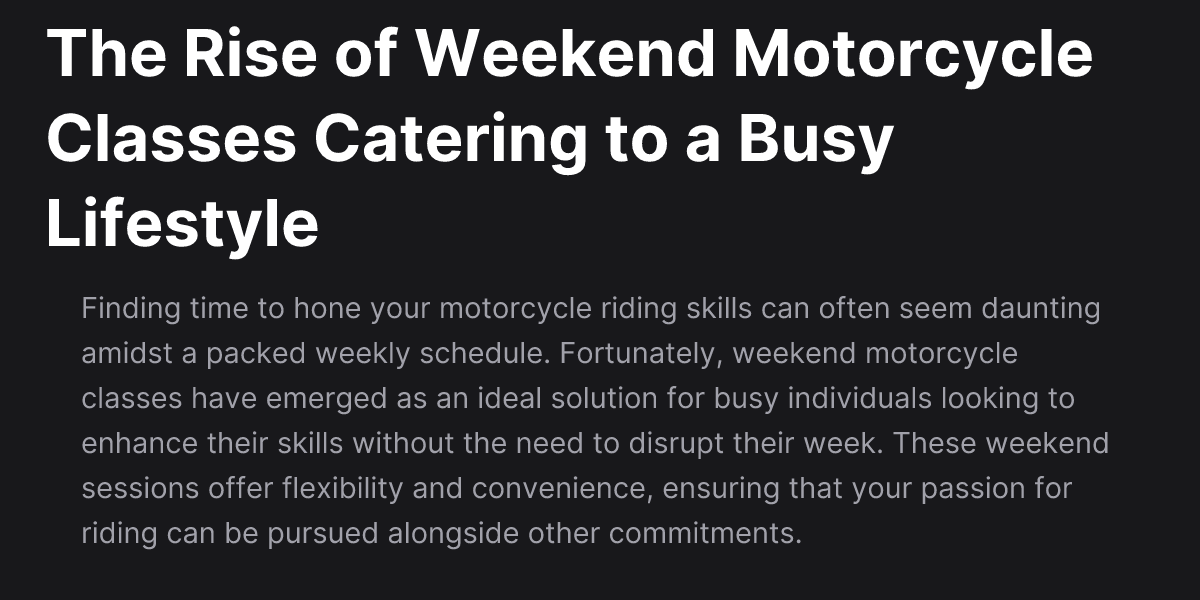 The Rise of Weekend Motorcycle
Classes Catering to a Busy
Lifestyle
Finding time to hone your motorcycle riding skills can often seem daunting
amidst a packed weekly schedule. Fortunately, weekend motorcycle
classes have emerged as an ideal solution for busy individuals looking to
enhance their skills without the need to disrupt their week. These weekend
sessions offer flexibility and convenience, ensuring that your passion for
riding can be pursued alongside other commitments.